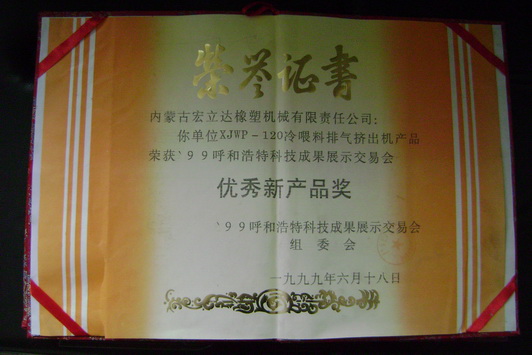 荣誉证书
内蒙古宏立达橡塑机械有限责任公司:
你单位XJWP-120冷喂料排气挤出机产品
荣获`99呼和浩特科技成果展示交易会
优秀新产品奖
`99呼和浩特科技成果展示交易会
组委会
一九九九年六月十八日